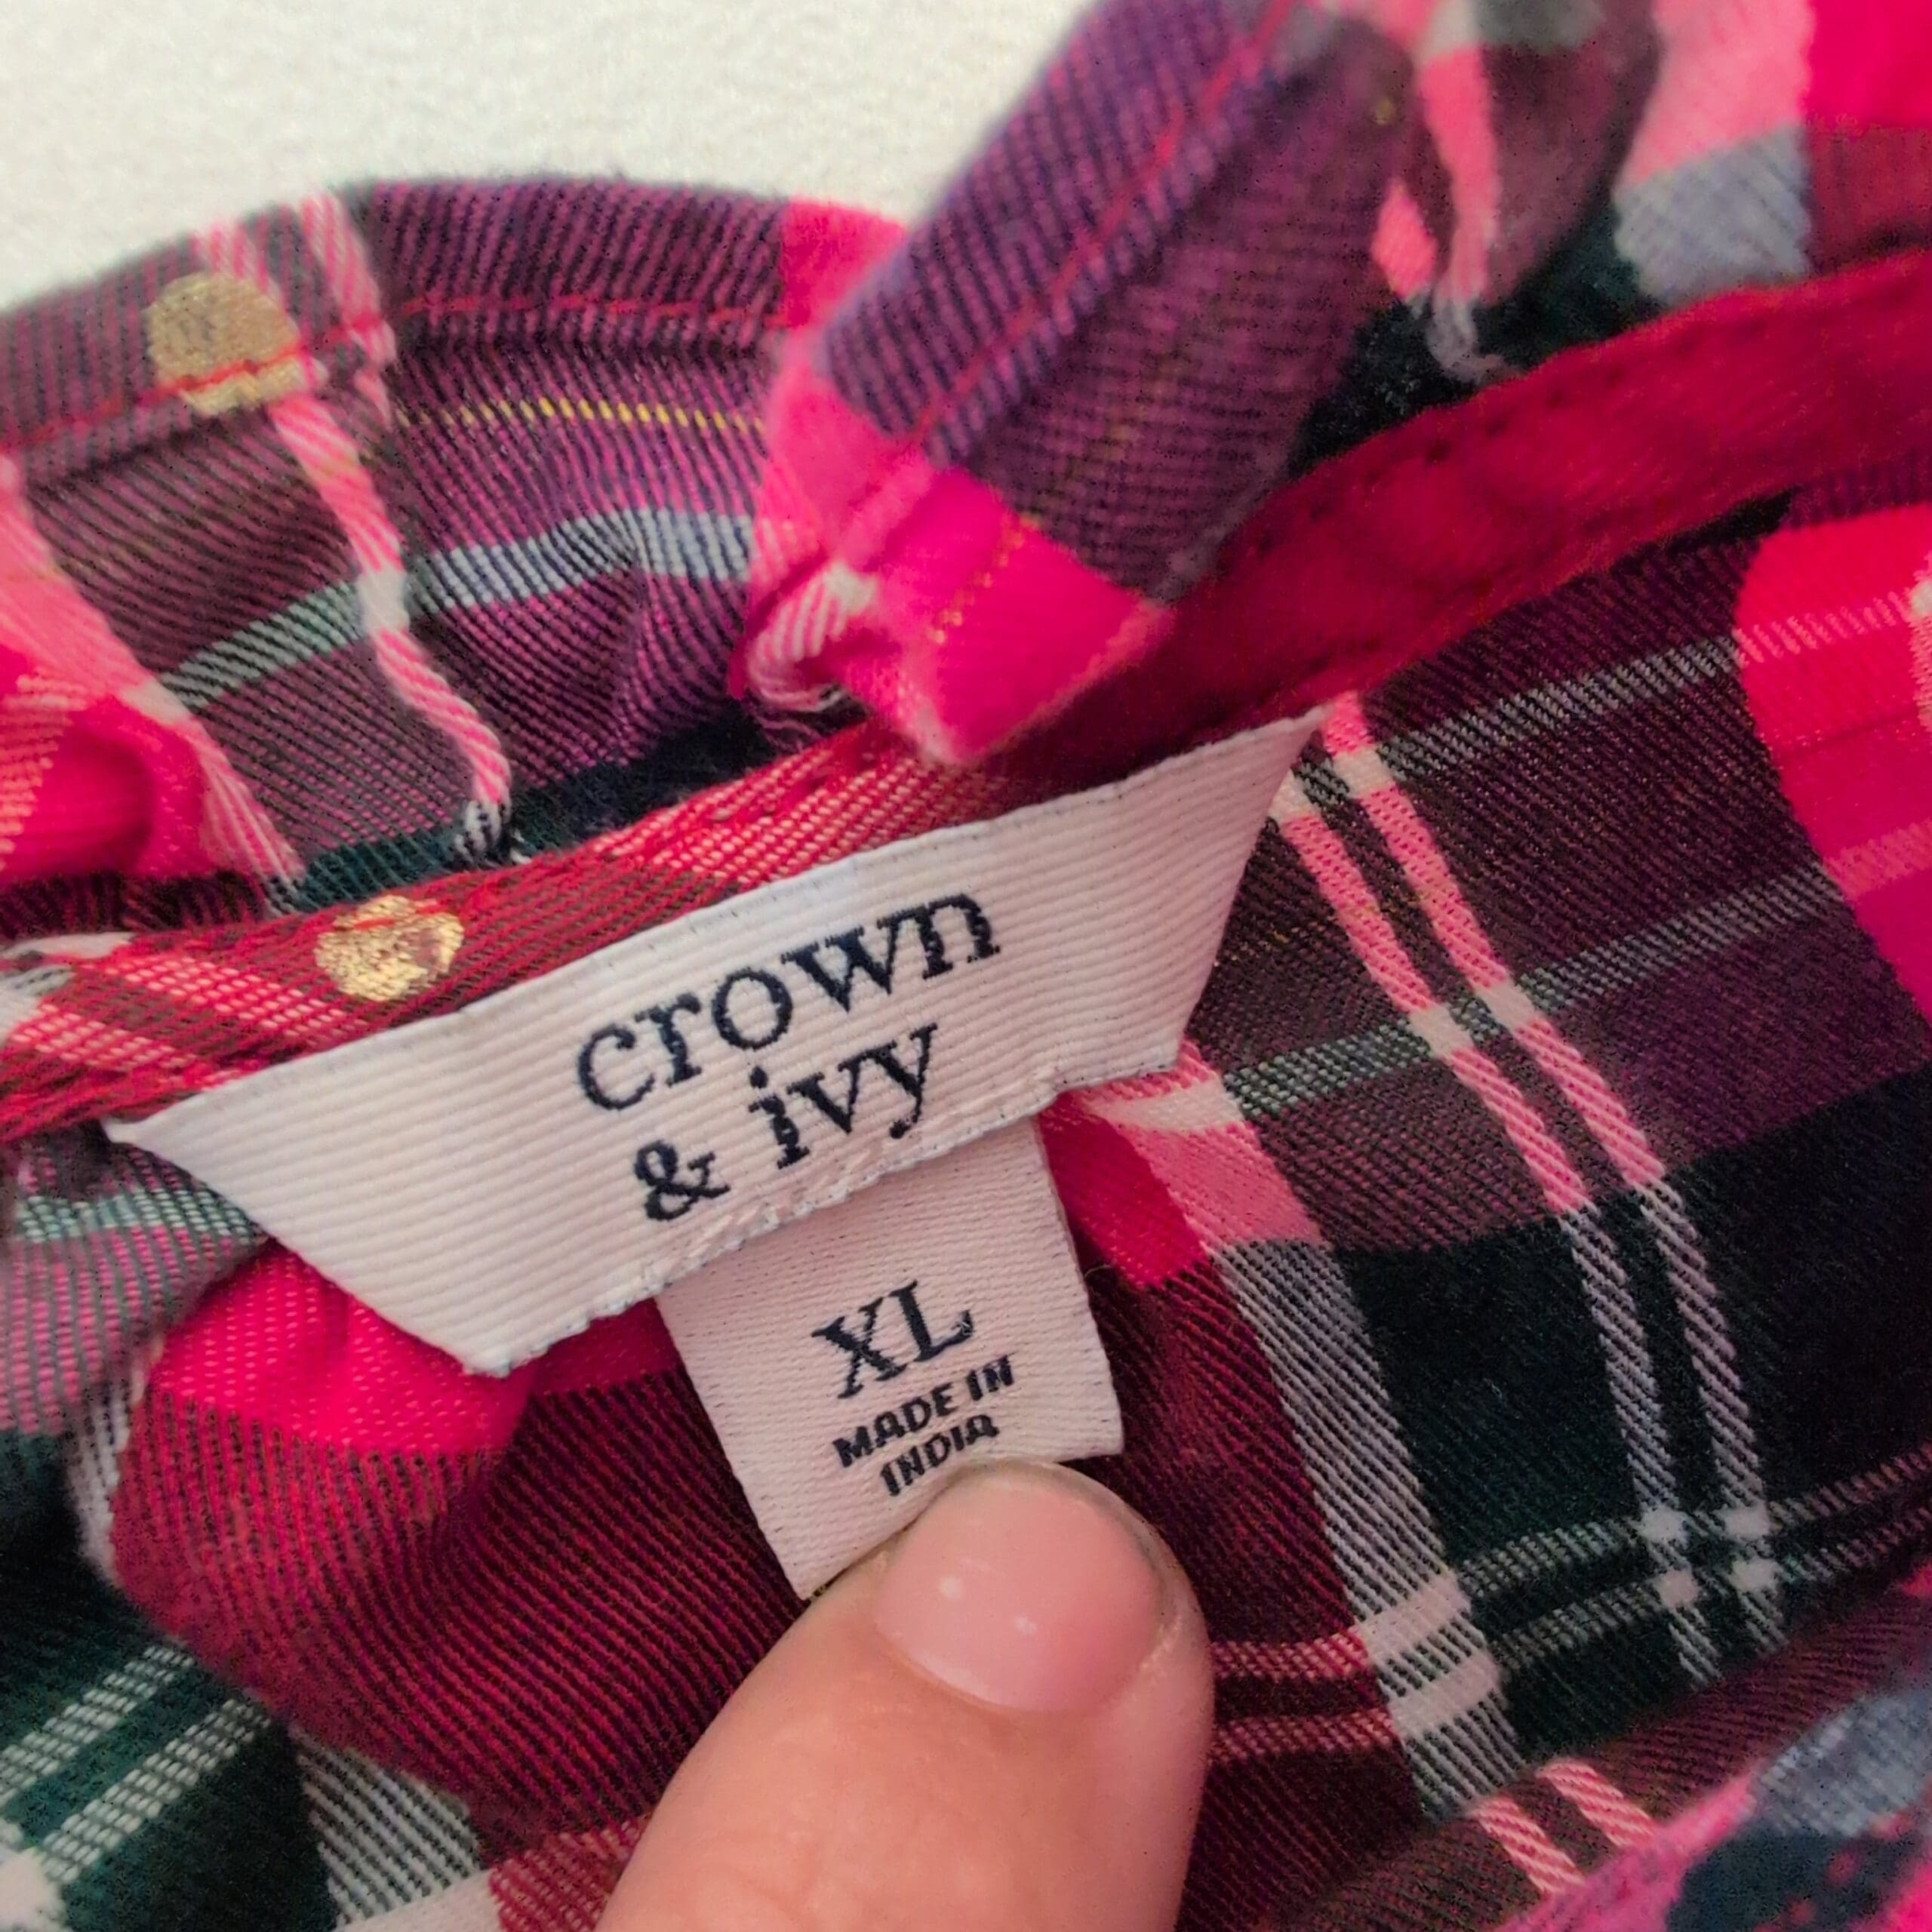 crown
& ivy
XL
MADE IN
INDIA